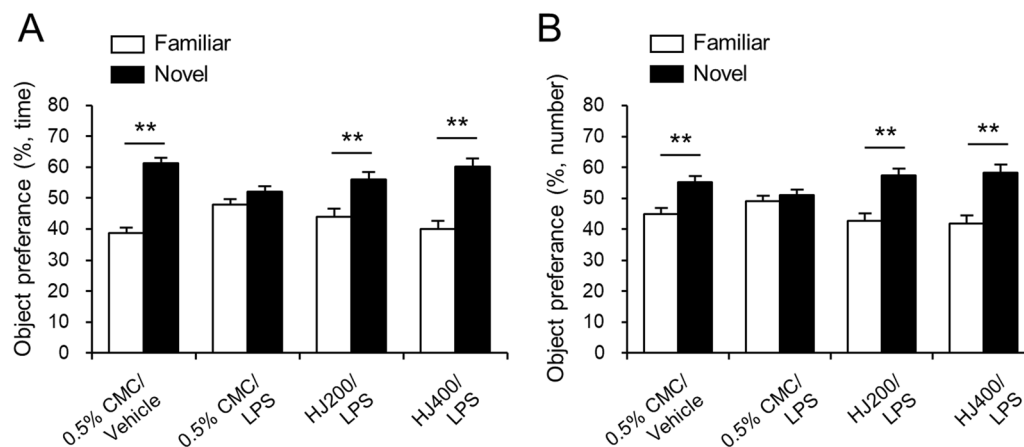 A
Familiar
Novel
Object preferance (%, time)
80
70
60
50
40
30
20
10
0
**
**
**
0.5% CMC/
Vehicle
0.5% CMC/
LPS
HJ200/
LPS
HJ400/
LPS
B
Familiar
Novel
Object preferance (%, number)
80
70
60
50
40
30
20
10
0
**
**
**
0.5% CMC/
Vehicle
0.5% CMC/
LPS
HJ200/
LPS
HJ400/
LPS